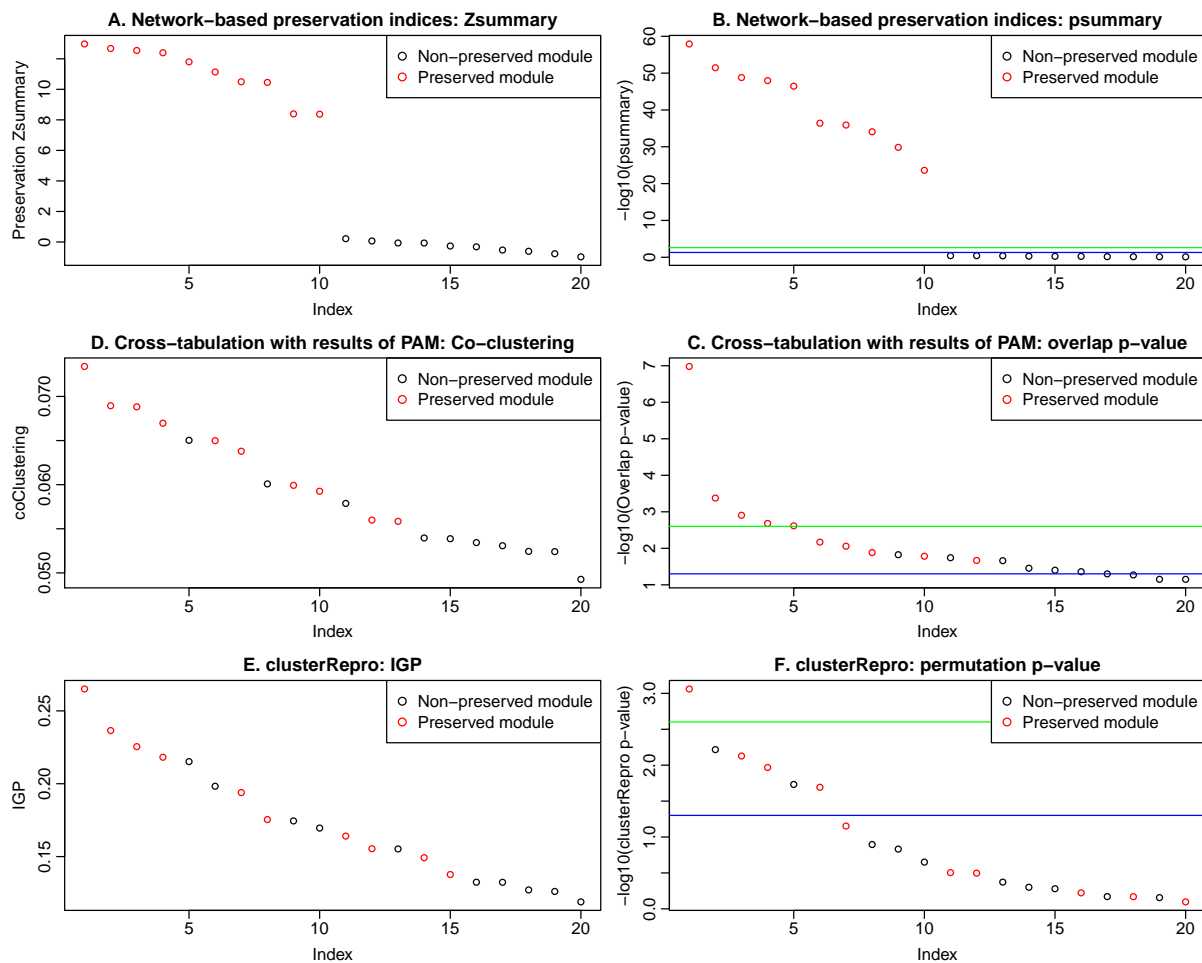 A. Network−based preservation indices: Zsummary
Preservation Zsummary
0 2 4 6 8 10
5 10 15 20
Index
Non−preserved module
Preserved module
B. Network−based preservation indices: psummary
−log10(psummary)
0 10 20 30 40 50 60
5 10 15 20
Index
Non−preserved module
Preserved module
D. Cross−tabulation with results of PAM: Co−clustering
coClustering
0.050 0.060 0.070
5 10 15 20
Index
Non−preserved module
Preserved module
C. Cross−tabulation with results of PAM: overlap p−value
−log10(Overlap p−value)
1 2 3 4 5 6 7
5 10 15 20
Index
Non−preserved module
Preserved module
E. clusterRepro: IGP
IGP
0.15 0.20 0.25
5 10 15 20
Index
Non−preserved module
Preserved module
F. clusterRepro: permutation p−value
−log10(clusterRepro p−value)
0.0 1.0 2.0 3.0
5 10 15 20
Index
Non−preserved module
Preserved module